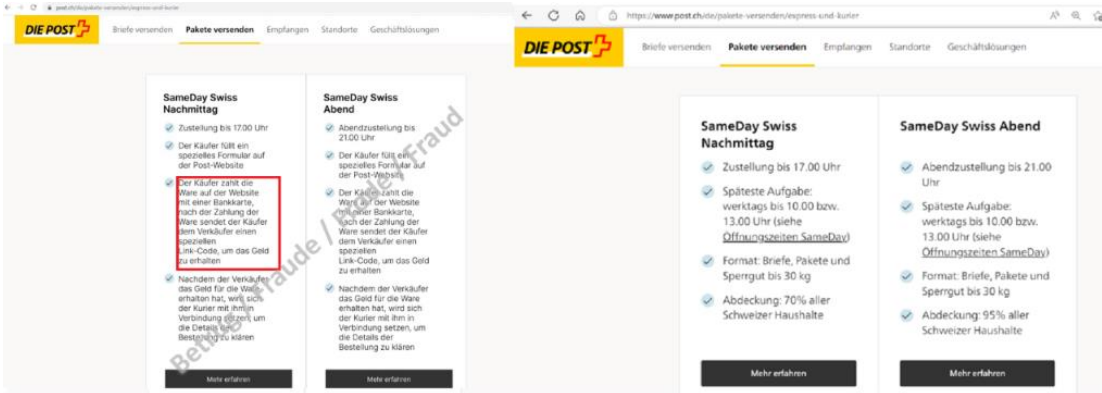 post.ch/de/pakete-versenden/express-und-kurier
DIE POST
Briefe versenden Pakete versenden Empfangen Standorte Geschäftslösungen
SameDay Swiss
Nachmittag
Zustellung bis 17.00 Uhr
Der Käufer füllt ein
spezielles Formular auf
der Post-Website
Der Käufer zahlt die
Ware auf der Website
mit einer Bankkarte,
nach der Zahlung der
Ware sendet der Käufer
dem Verkäufer einen
speziellen
Link-Code, um das Geld
zu erhalten
Nachdem der Verkäufer
das Geld für die Ware
erhalten hat, wird sich
der Kurier mit ihm in
Verbindung setzen, um
die Details der
Bestellung zu klären
Mehr erfahren
SameDay Swiss
Abend
Abendzustellung bis
21.00 Uhr
Der Käufer füllt ein
spezielles Formular auf
der Post-Website
Der Käufer zahlt die
Ware auf der Website
mit einer Bankkarte,
nach der Zahlung der
Ware sendet der Käufer
dem Verkäufer einen
speziellen
Link-Code, um das Geld
zu erhalten
Nachdem der Verkäufer
das Geld für die Ware
erhalten hat, wird sich
der Kurier mit ihm in
Verbindung setzen, um
die Details der
Bestellung zu klären
Mehr erfahren
Betrug / Fraude / Frode / Fraud
https://www.post.ch/de/pakete-versenden/express-und-kurier
DIE POST
Briefe versenden Pakete versenden Empfangen Standorte Geschäftslösungen
SameDay Swiss
Nachmittag
Zustellung bis 17.00 Uhr
Späteste Aufgabe:
werktags bis 10.00 bzw.
13.00 Uhr (siehe
Öffnungszeiten SameDay)
Format: Briefe, Pakete und
Sperrgut bis 30 kg
Abdeckung: 70% aller
Schweizer Haushalte
Mehr erfahren
SameDay Swiss Abend
Abendzustellung bis 21.00
Uhr
Späteste Aufgabe:
werktags bis 10.00 bzw.
13.00 Uhr (siehe
Öffnungszeiten SameDay)
Format: Briefe, Pakete und
Sperrgut bis 30 kg
Abdeckung: 95% aller
Schweizer Haushalte
Mehr erfahren